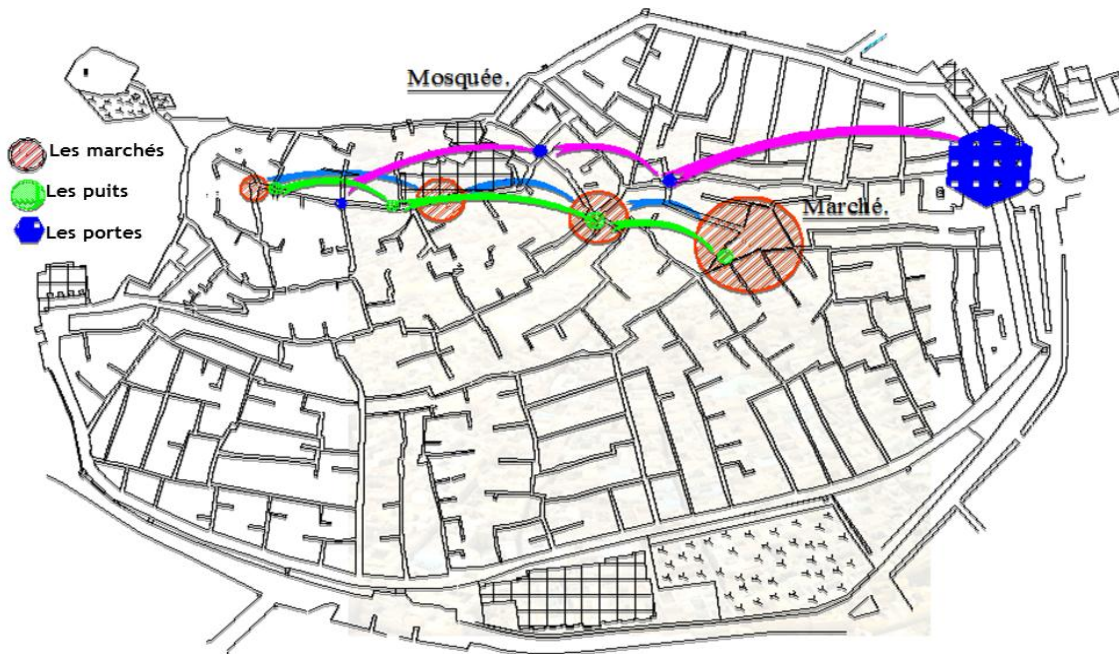 Mosquée.
Les marchés
Les puits
Les portes
Marché.